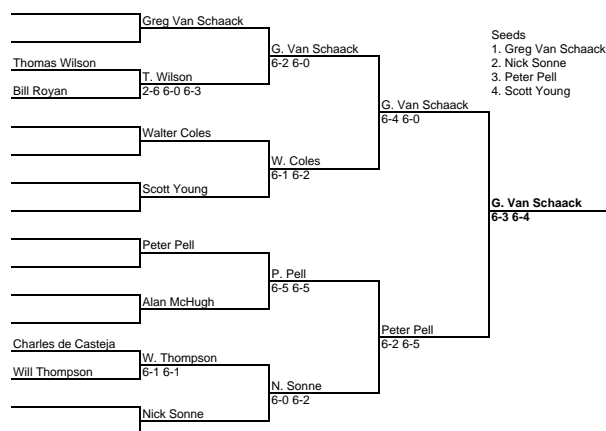 Greg Van Schaack
Seeds
1. Greg Van Schaack
2. Nick Sonne
3. Peter Pell
4. Scott Young
G. Van Schaack
6-2 6-0
Thomas Wilson
T. Wilson
2-6 6-0 6-3
Bill Royan
G. Van Schaack
6-4 6-0
Walter Coles
W. Coles
6-1 6-2
Scott Young
G. Van Schaack
6-3 6-4
Peter Pell
P. Pell
6-5 6-5
Alan McHugh
Peter Pell
6-2 6-5
Charles de Casteja
W. Thompson
6-1 6-1
Will Thompson
N. Sonne
6-0 6-2
Nick Sonne